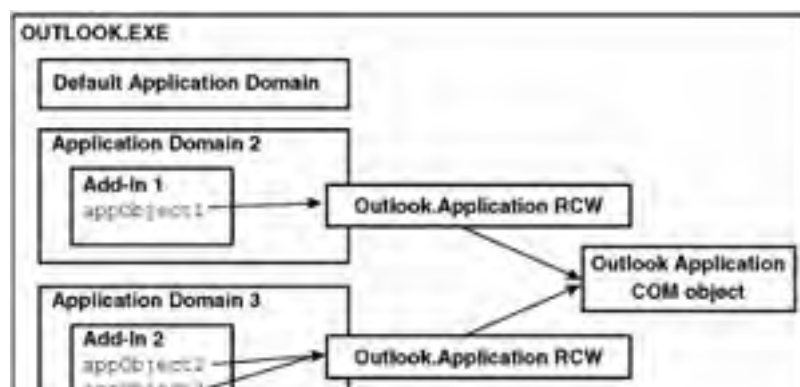 OUTLOOK.EXE
Default Application Domain
Application Domain 2
Add-In 1
appObject1
Outlook.Application RCW
Outlook Application
COM object
Application Domain 3
Add-In 2
appObject2
Outlook.Application RCW